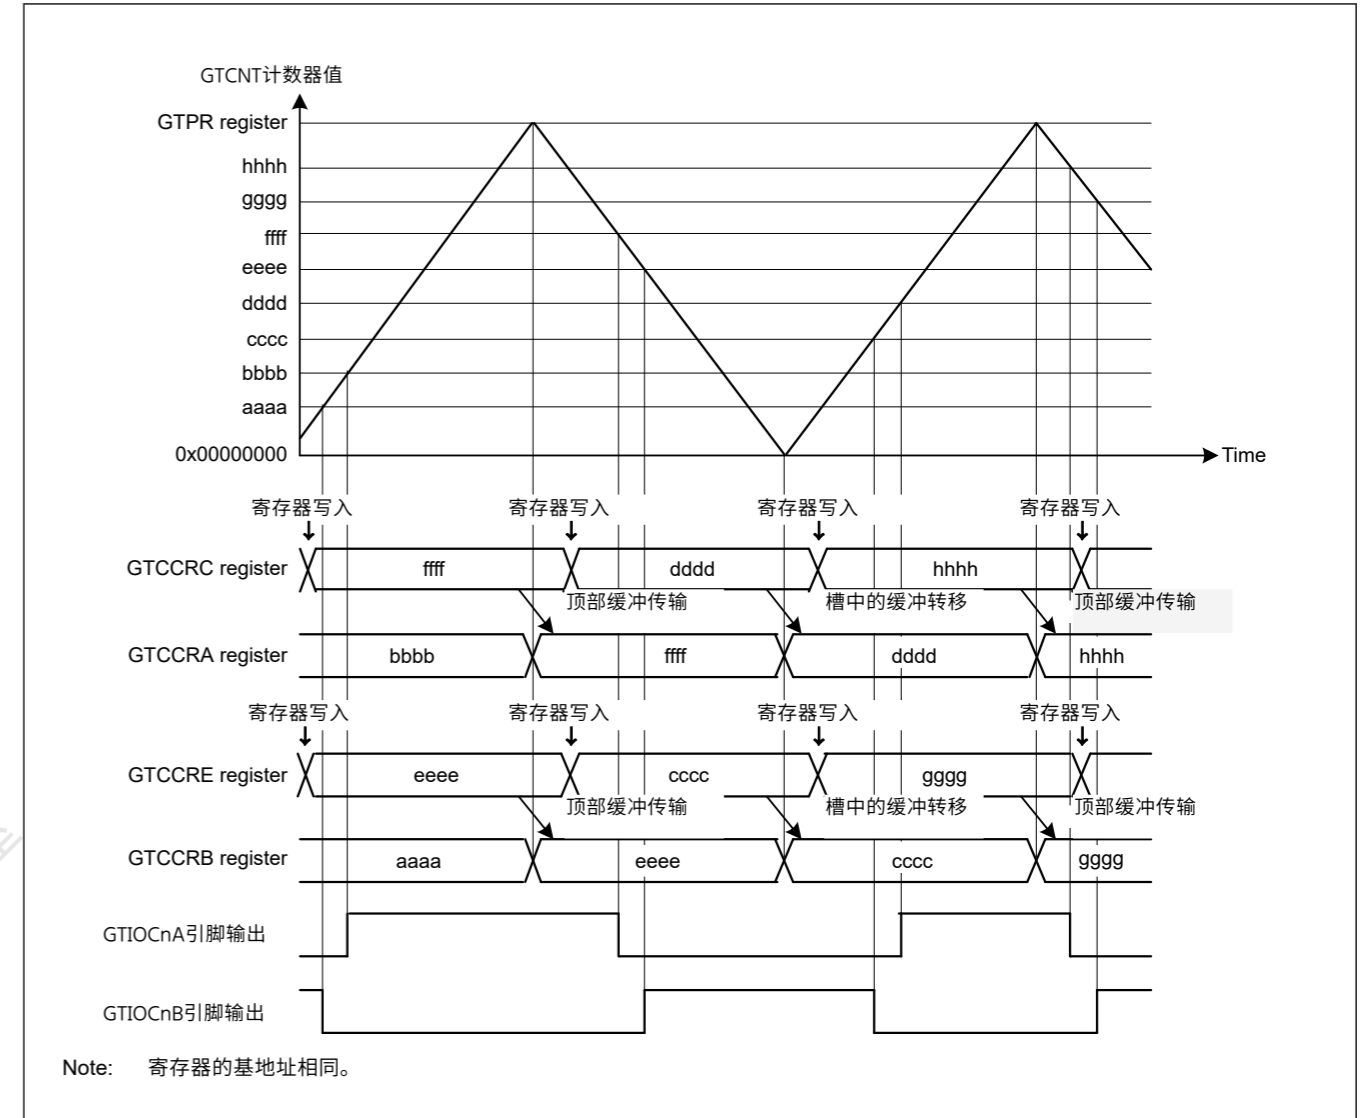 GTCNT计数器值
GTPR register
hhhh
gggg
ffff
eeee
dddd
cccc
bbbb
aaaa
0x00000000
Time
寄存器写入 寄存器写入 寄存器写入 寄存器写入
GTCCRC register ffff dddd hhhh
顶部缓冲传输 槽中的缓冲转移 顶部缓冲传输
GTCCRA register bbbb ffff dddd hhhh
寄存器写入 寄存器写入 寄存器写入 寄存器写入
GTCCRE register eeee cccc gggg
顶部缓冲传输 槽中的缓冲转移 顶部缓冲传输
GTCCRB register aaaa eeee cccc gggg
GTIOCnA引脚输出
GTIOCnB引脚输出
Note: 寄存器的基地址相同。